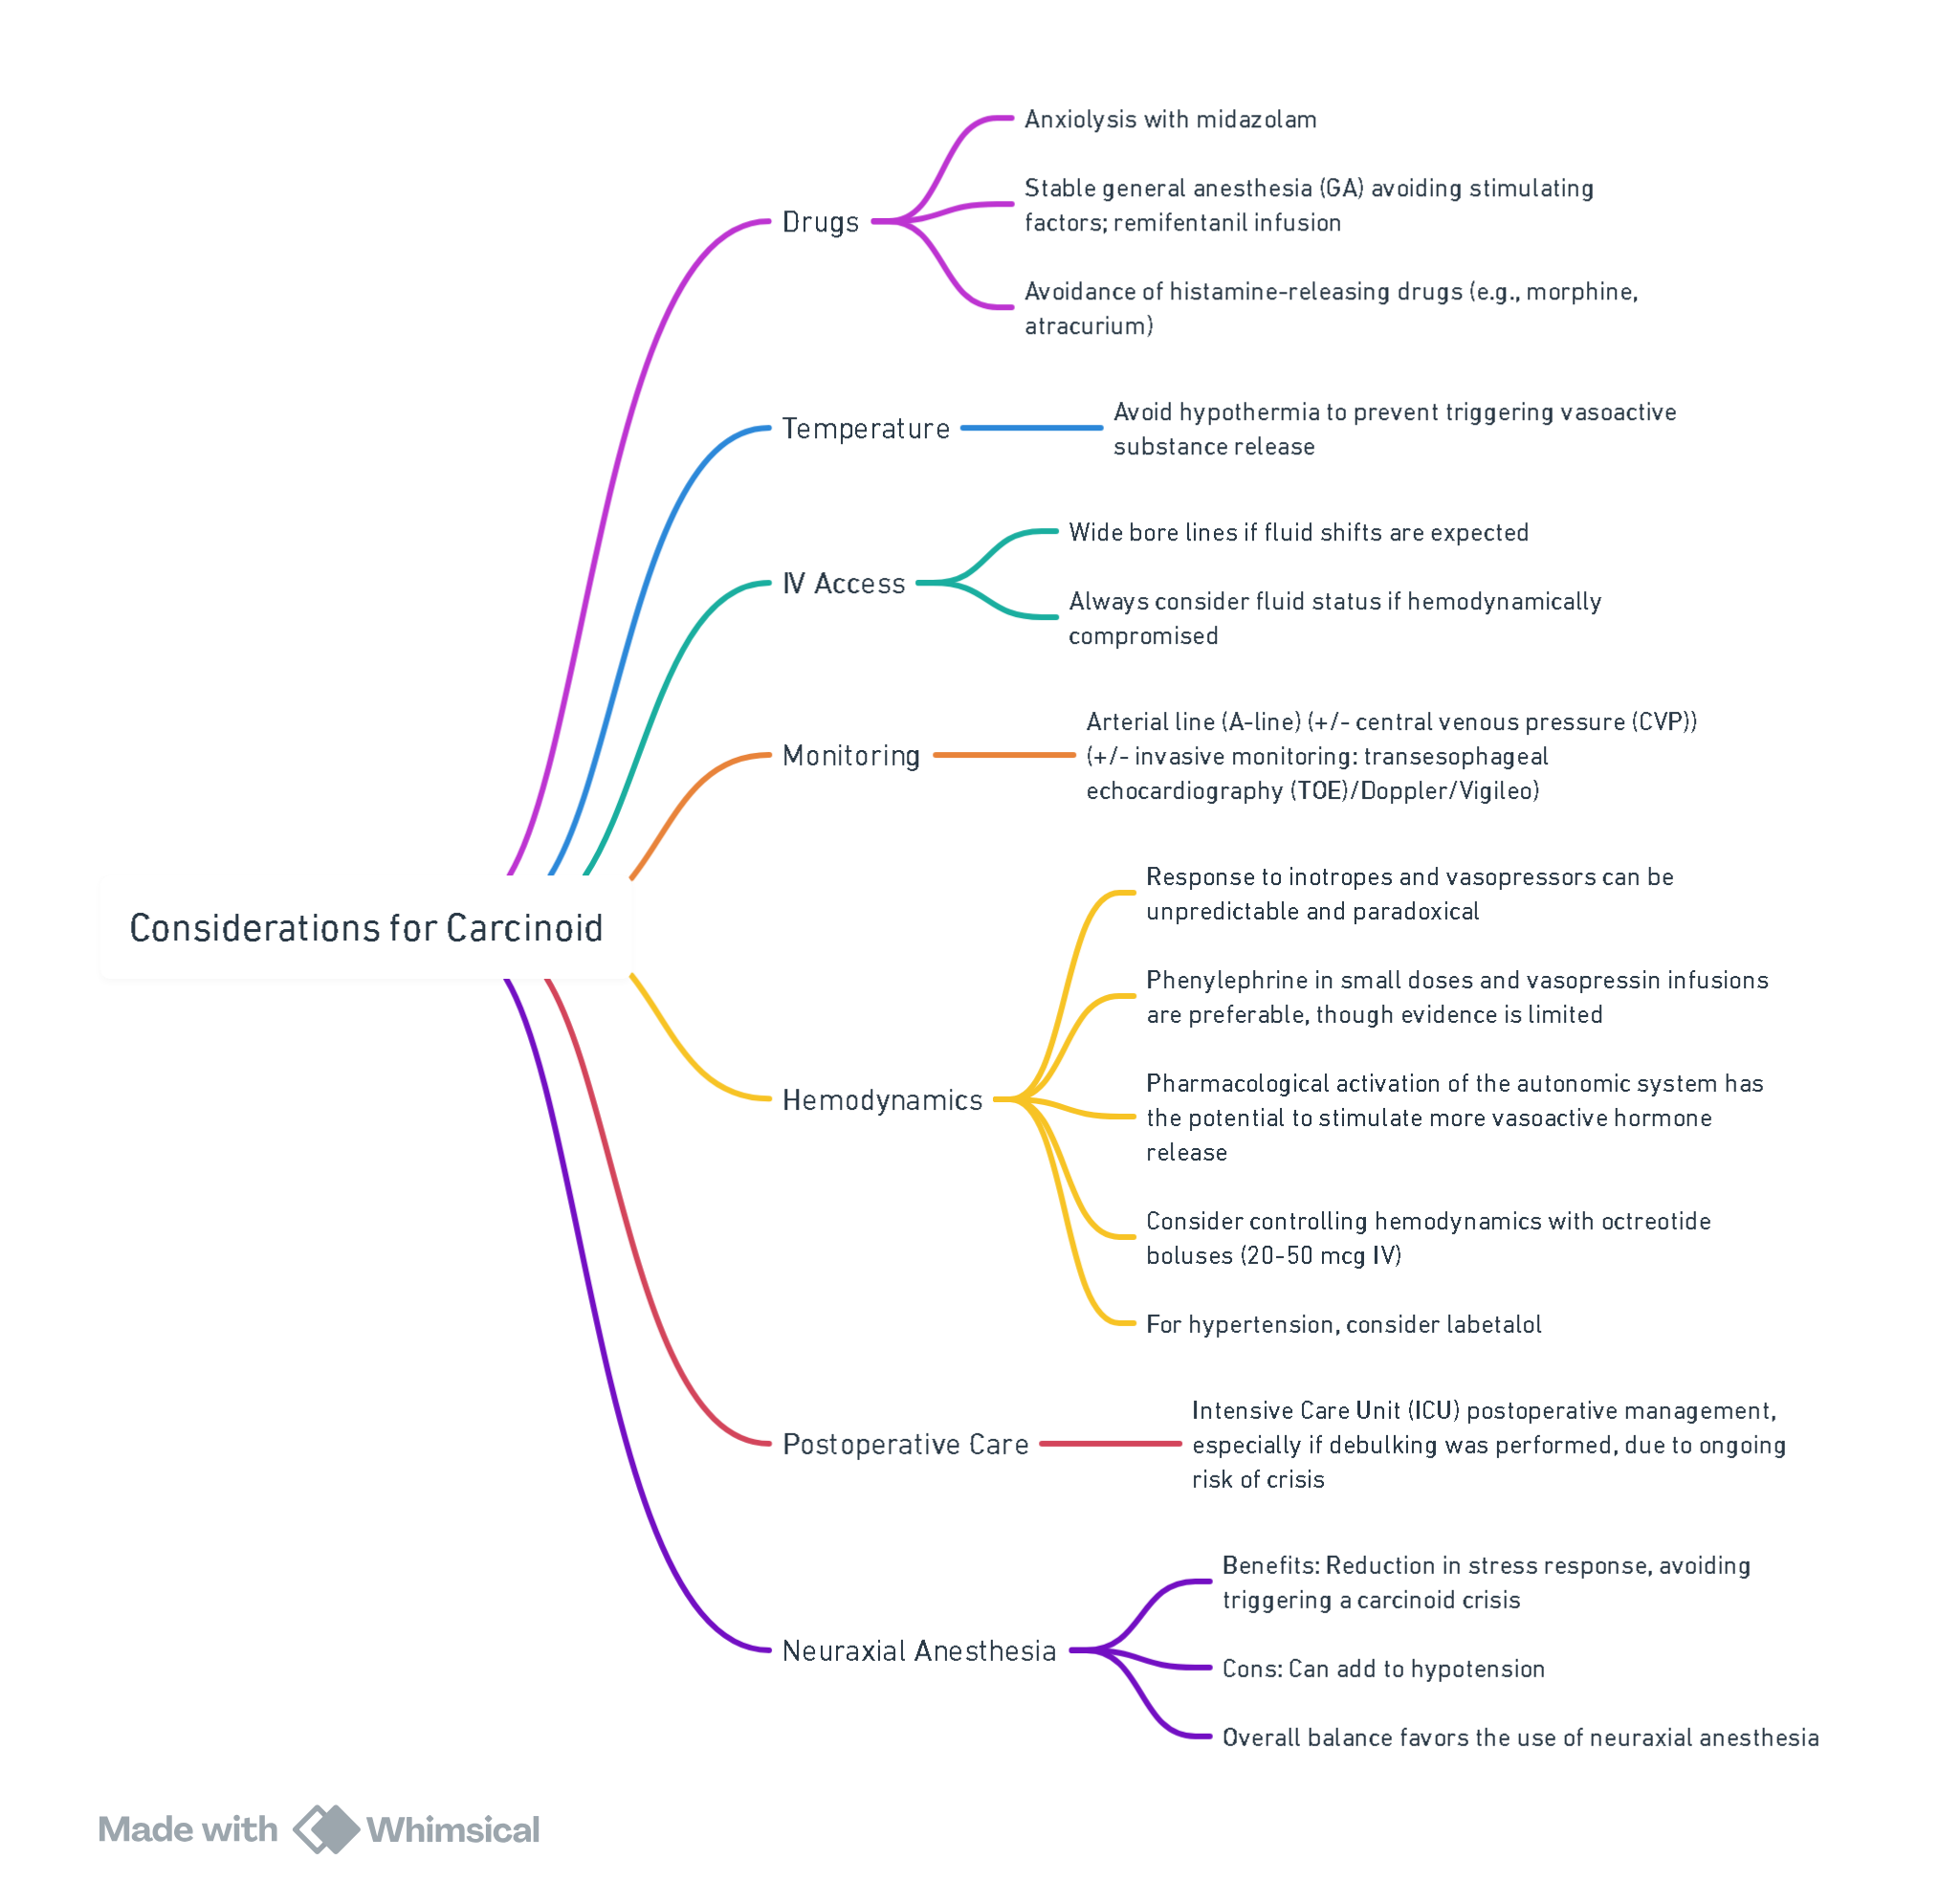 Considerations for Carcinoid
Drugs
Anxiolysis with midazolam
Stable general anesthesia (GA) avoiding stimulating
factors; remifentanil infusion
Avoidance of histamine-releasing drugs (e.g., morphine,
atracurium)
Temperature
Avoid hypothermia to prevent triggering vasoactive
substance release
IV Access
Wide bore lines if fluid shifts are expected
Always consider fluid status if hemodynamically
compromised
Monitoring
Arterial line (A-line) (+/- central venous pressure (CVP))
(+/- invasive monitoring: transesophageal
echocardiography (TOE)/Doppler/Vigileo)
Hemodynamics
Response to inotropes and vasopressors can be
unpredictable and paradoxical
Phenylephrine in small doses and vasopressin infusions
are preferable, though evidence is limited
Pharmacological activation of the autonomic system has
the potential to stimulate more vasoactive hormone
release
Consider controlling hemodynamics with octreotide
boluses (20-50 mcg IV)
For hypertension, consider labetalol
Postoperative Care
Intensive Care Unit (ICU) postoperative management,
especially if debulking was performed, due to ongoing
risk of crisis
Neuraxial Anesthesia
Benefits: Reduction in stress response, avoiding
triggering a carcinoid crisis
Cons: Can add to hypotension
Overall balance favors the use of neuraxial anesthesia
Made with Whimsical